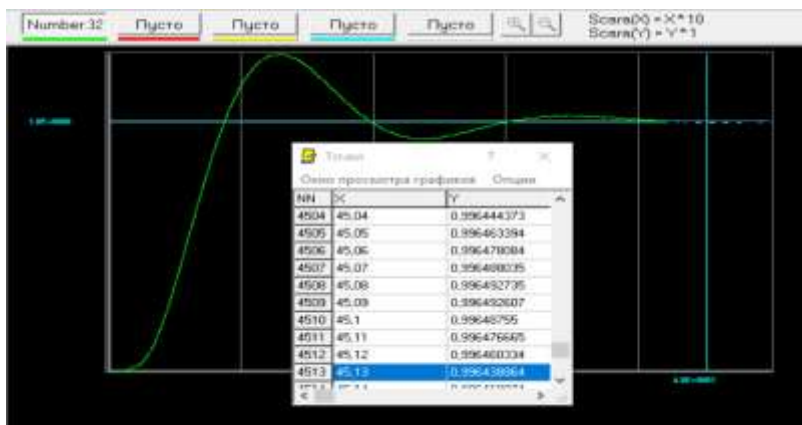 Number 32 Пусто Пусто Пусто Пусто
Scara(X) = X*10
Scara(Y) = Y*1
Точки ? ×
Окно просмотра графиков Опции
NN X Y
4504 45,04 0,996444373
4505 45,05 0,996463394
4506 45,06 0,996478084
4507 45,07 0,996488035
4508 45,08 0,996492735
4509 45,09 0,996492607
4510 45,1 0,99648755
4511 45,11 0,996476665
4512 45,12 0,996460334
4513 45,13 0,996438864